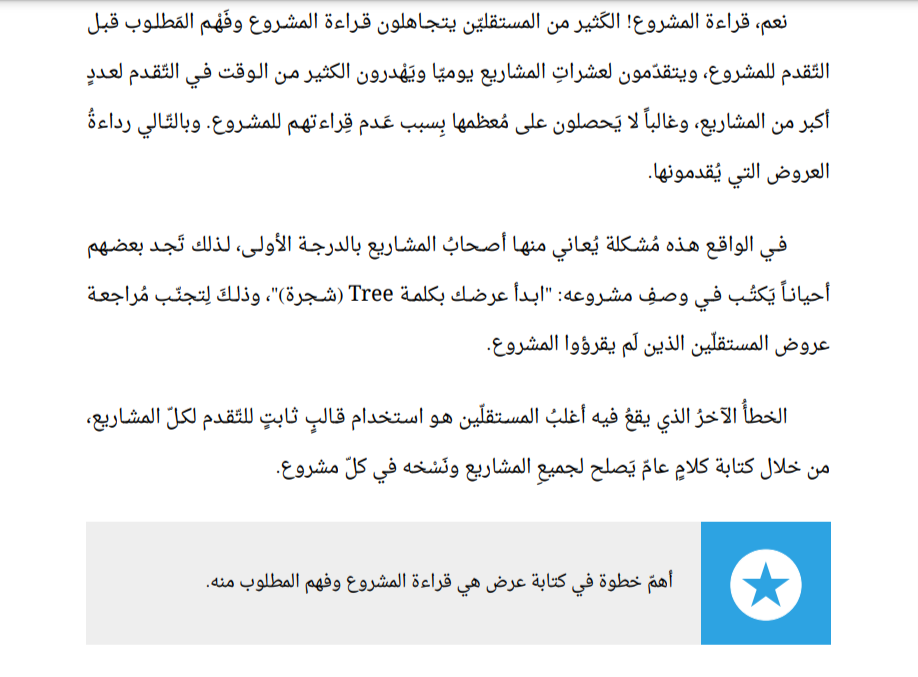 نعم، قراءة المشروع! الكَثير من المستقليّن يتجاهلون قراءة المشروع وفَهْم المَطلوب قبل
التّقدم للمشروع، ويتقدّمون لعشراتِ المشاريع يوميّا ويَهْدرون الكثير من الوقت في التّقدم لعددٍ
أكبر من المشاريع، وغالباً لا يَحصلون على مُعظمها بِسبب عَدم قِراءتهم للمشروع. وبالتّالي رداءةُ
العروض التي يُقدمونها.
في الواقع هذه مُشكلة يُعاني منها أصحابُ المشاريع بالدرجة الأولى، لذلك تَجد بعضهم
أحياناً يَكتُب في وصفِ مشروعه: "ابدأ عرضك بكلمة Tree (شجرة)"، وذلكَ لِتجنّب مُراجعة
عروض المستقلّين الذين لَم يقرؤوا المشروع.
الخطأُ الآخرُ الذي يقعُ فيه أغلبُ المستقلّين هو استخدام قالبٍ ثابتٍ للتّقدم لكلّ المشاريع،
من خلال كتابة كلامٍ عامّ يَصلح لجميعِ المشاريع ونَسْخه في كلّ مشروع.
أهمّ خطوة في كتابة عرض هي قراءة المشروع وفهم المطلوب منه.